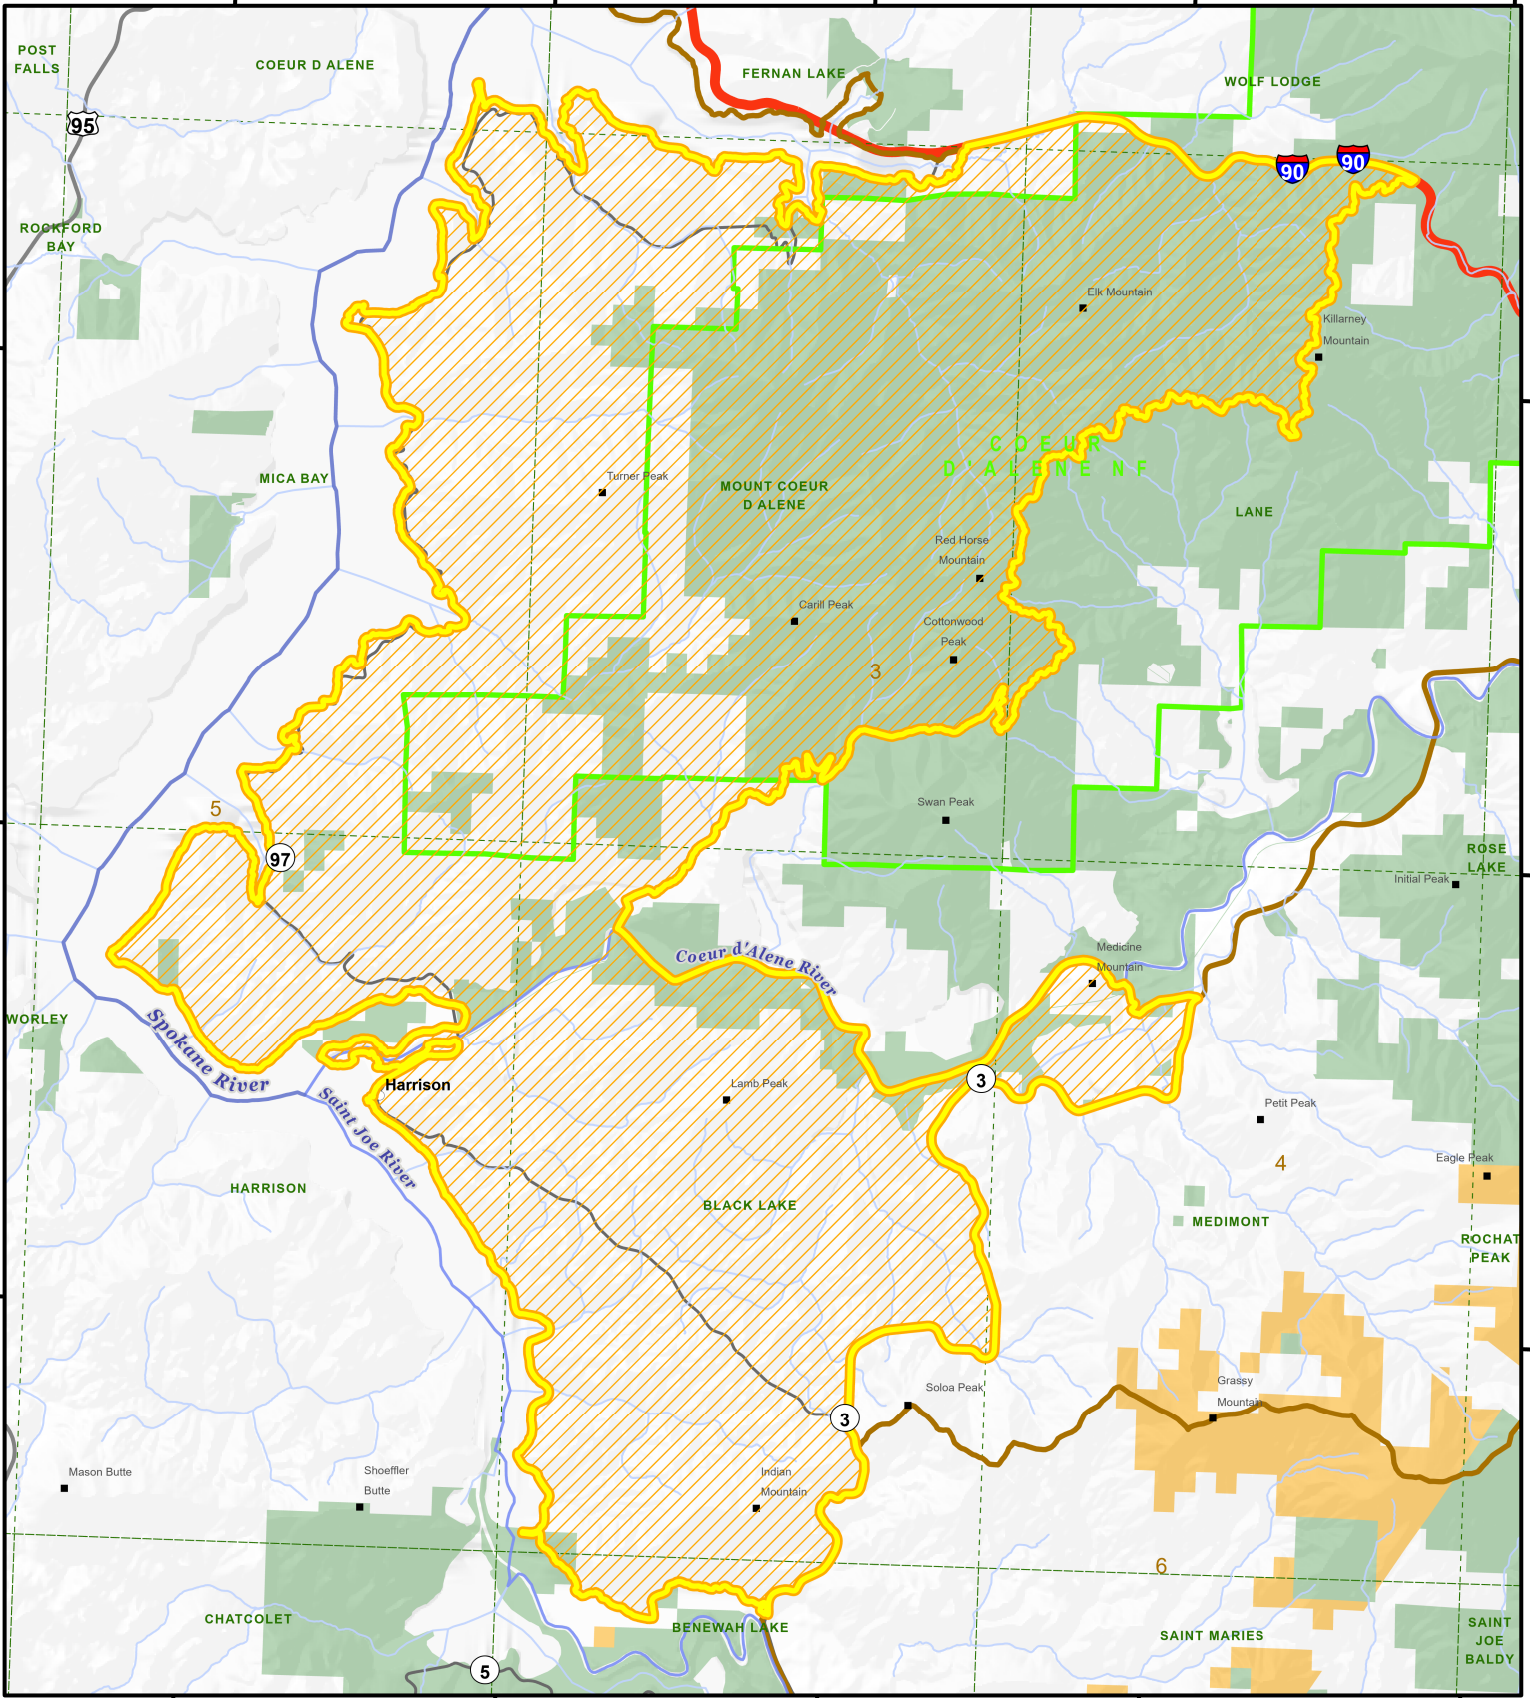 POST
FALLS
COEUR D ALENE
FERNAN LAKE
WOLF LODGE
95
90
90
ROCKFORD
BAY
Elk Mountain
Killarney
Mountain
COEUR
D'ALENE NF
MICA BAY
Turner Peak
MOUNT COEUR
D ALENE
LANE
Red Horse
Mountain
Carill Peak
Cottonwood
Peak
3
5
Swan Peak
97
ROSE
LAKE
Initial Peak
Coeur d'Alene River
Medicine
Mountain
WORLEY
Spokane River
Harrison
Lamb Peak
3
Saint Joe River
Petit Peak
4
Eagle Peak
HARRISON
BLACK LAKE
MEDIMONT
ROCHAT
PEAK
Soloa Peak
Grassy
Mountain
3
Mason Butte
Shoeffler
Butte
Indian
Mountain
6
CHATCOLET
BENEWAH LAKE
SAINT MARIES
SAINT
JOE
BALDY
5